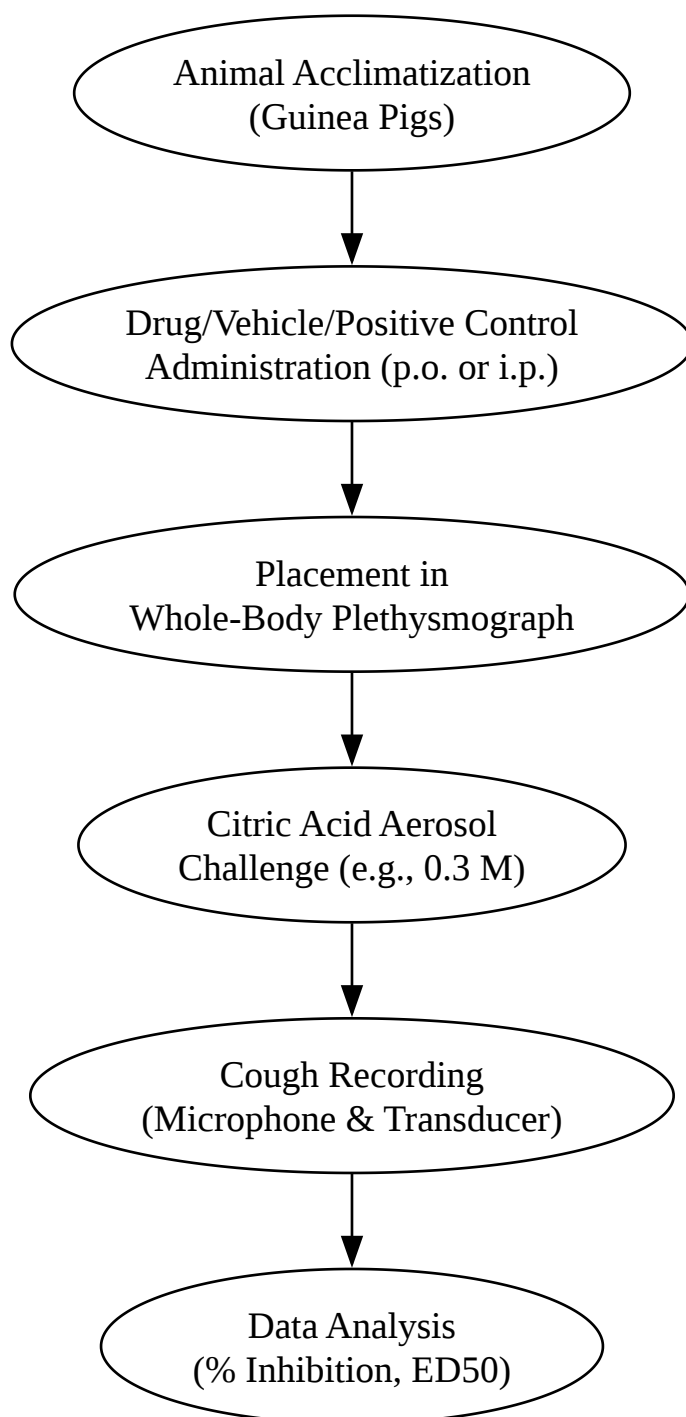 Animal Acclimatization
(Guinea Pigs)
Drug/Vehicle/Positive Control
Administration (p.o. or i.p.)
Placement in
Whole-Body Plethysmograph
Citric Acid Aerosol
Challenge (e.g., 0.3 M)
Cough Recording
(Microphone & Transducer)
Data Analysis
(% Inhibition, ED50)